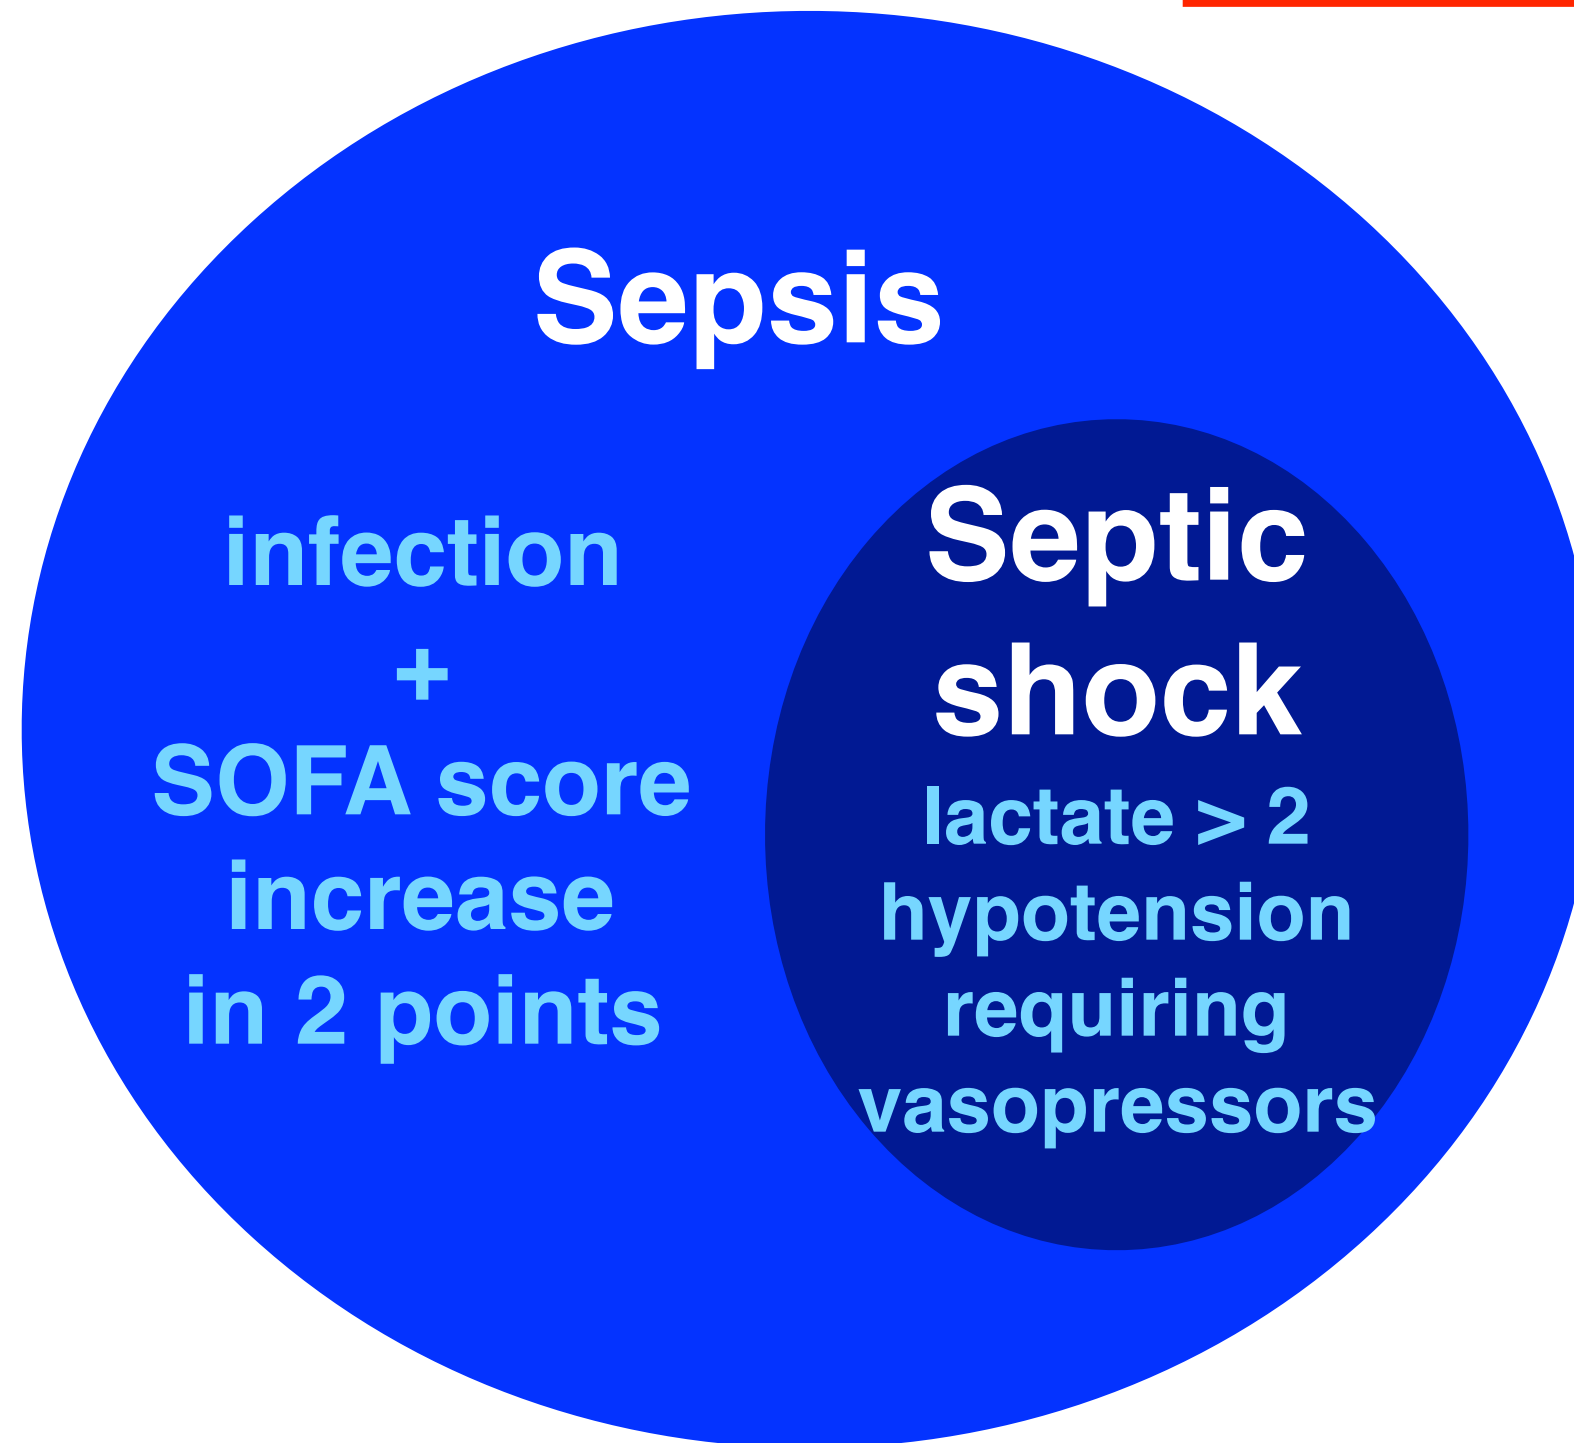 Sepsis
infection
+
SOFA score
increase
in 2 points
Septic
shock
lactate > 2
hypotension
requiring
vasopressors